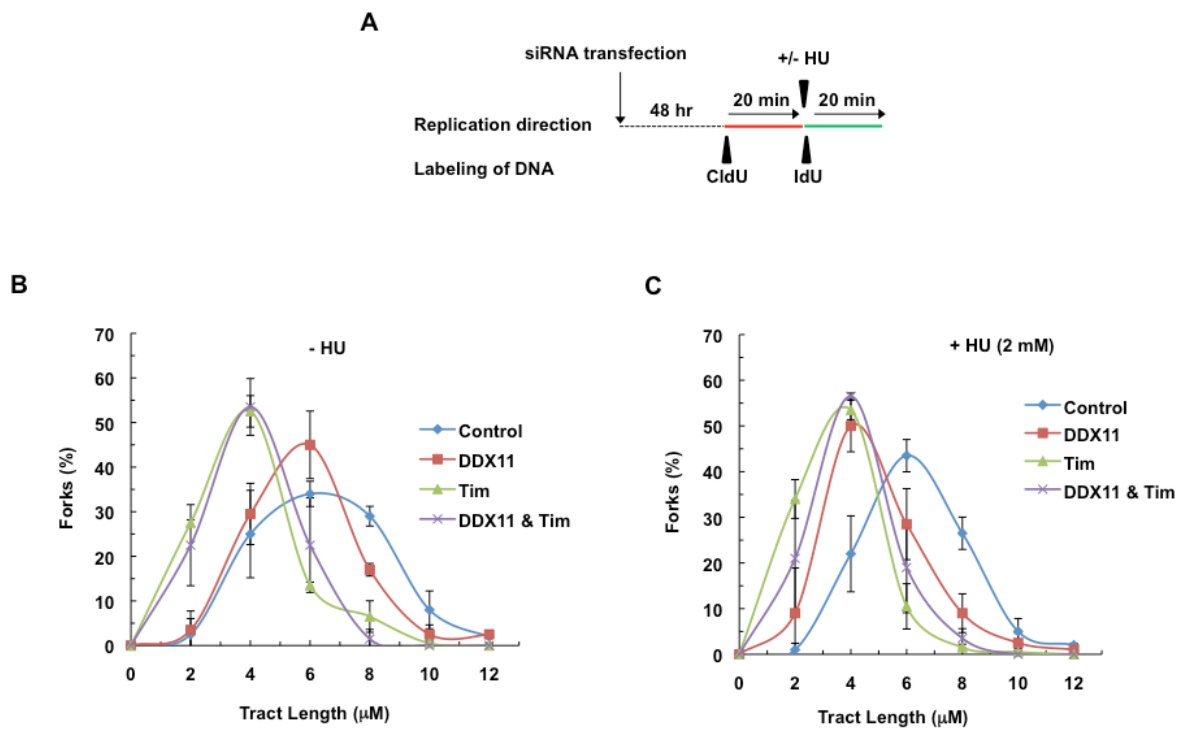 A
siRNA transfection
+/- HU
20 min
20 min
48 hr
Replication direction
Labeling of DNA
CldU
IdU
B
- HU
70
60
50
40
30
20
10
0
Forks (%)
Control
DDX11
Tim
DDX11 & Tim
0 2 4 6 8 10 12
Tract Length (μM)
C
+ HU (2 mM)
70
60
50
40
30
20
10
0
Forks (%)
Control
DDX11
Tim
DDX11 & Tim
0 2 4 6 8 10 12
Tract Length (μM)